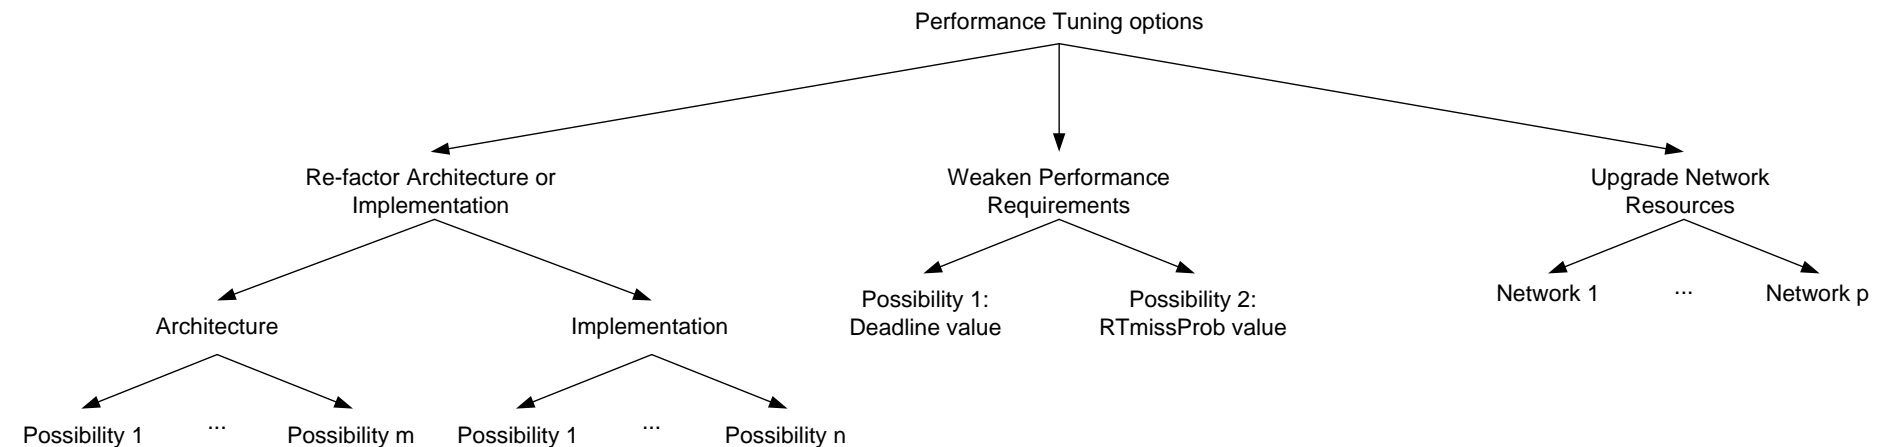 Performance Tuning options
Re-factor Architecture or
Implementation
Weaken Performance
Requirements
Upgrade Network
Resources
Possibility 1:
Deadline value
Possibility 2:
RTmissProb value
Network 1
...
Network p
Architecture
Implementation
Possibility 1
...
Possibility m
Possibility 1
...
Possibility n